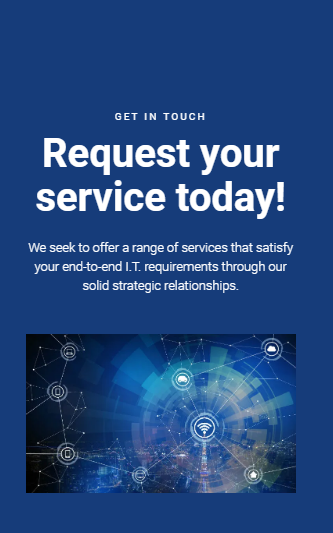 GET IN TOUCH
Request your
service today!
We seek to offer a range of services that satisfy
your end-to-end I.T. requirements through our
solid strategic relationships.